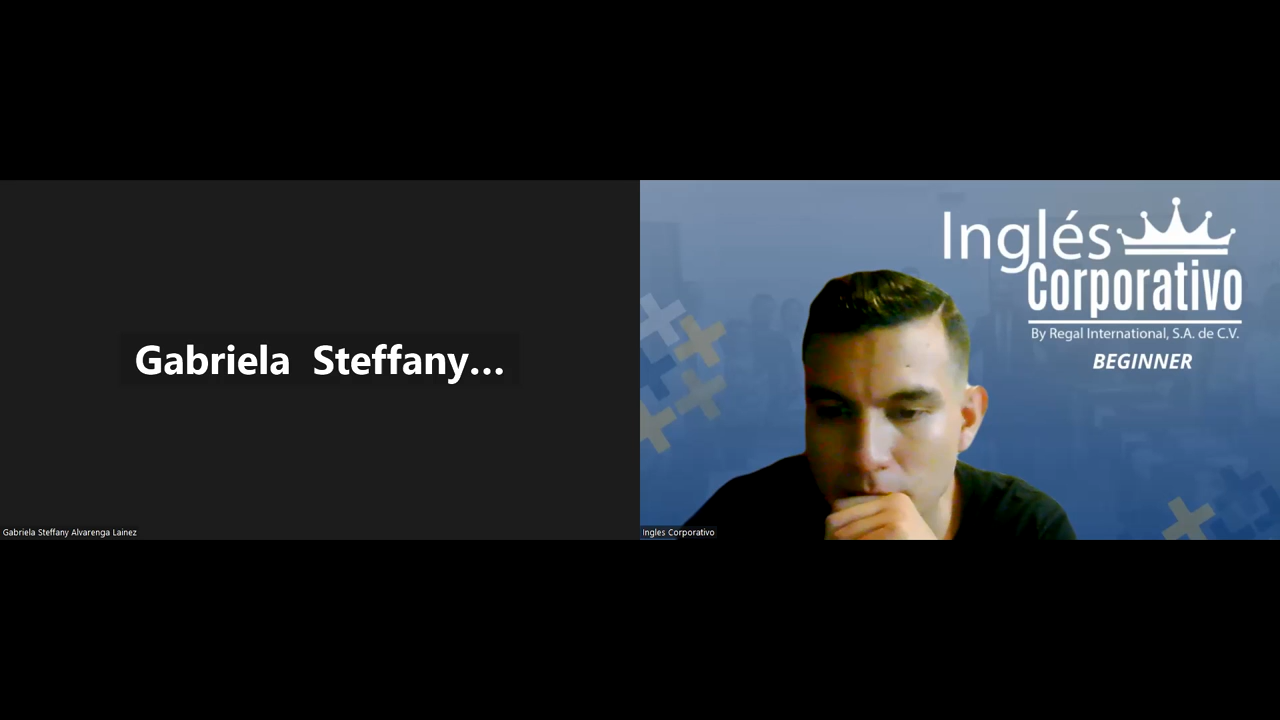 Gabriela Steffany...
Gabriela Steffany Alvarenga Lainez
Inglés
Corporativo
By Regal International, S.A. de C.V.
BEGINNER
Ingles Corporativo